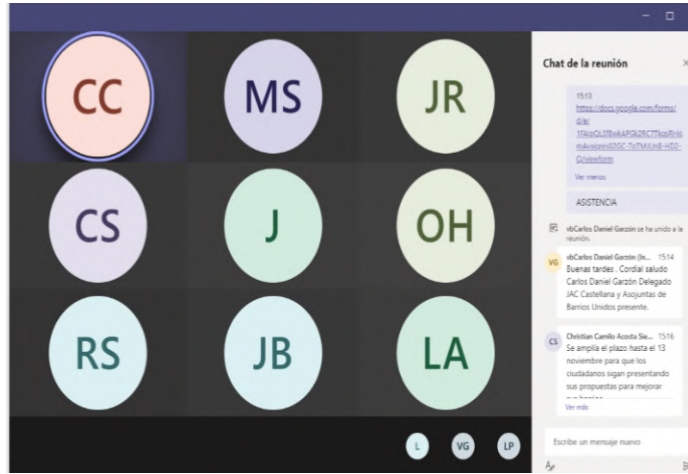 CC
MS
JR
CS
J
OH
RS
JB
LA
L
VG
LP
Chat de la reunión
15:13
https://docs.google.com/forms/
d/e/
Q/viewform
Ver menos
ASISTENCIA
vbCarlos Daniel Garzón se ha unido a la
reunión.
VG
vbCarlos Daniel Garzón (In... 15:14
Buenas tardes . Cordial saludo
Carlos Daniel Garzón Delegado
JAC Castellana y Asojuntas de
Barrios Unidos presente.
CS
Christian Camilo Acosta Sie... 15:16
Se amplía el plazo hasta el 13
noviembre para que los
ciudadanos sigan presentando
sus propuestas para mejorar
Ver más
Escribe un mensaje nuevo